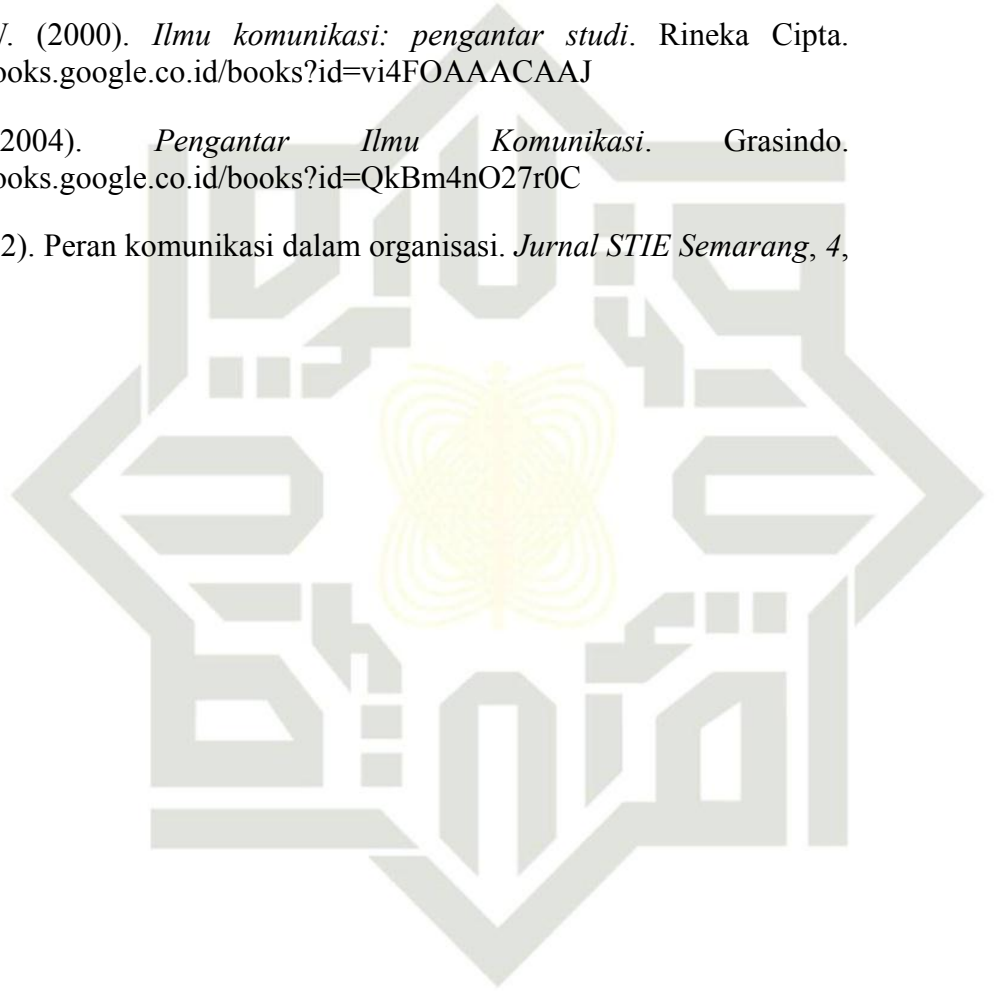 V. (2000). Ilmu komunikasi: pengantar studi. Rineka Cipta.
ooks.google.co.id/books?id=vi4FOAAACAAJ
2004). Pengantar Ilmu Komunikasi. Grasindo.
ooks.google.co.id/books?id=QkBm4nO27r0C
2). Peran komunikasi dalam organisasi. Jurnal STIE Semarang, 4,